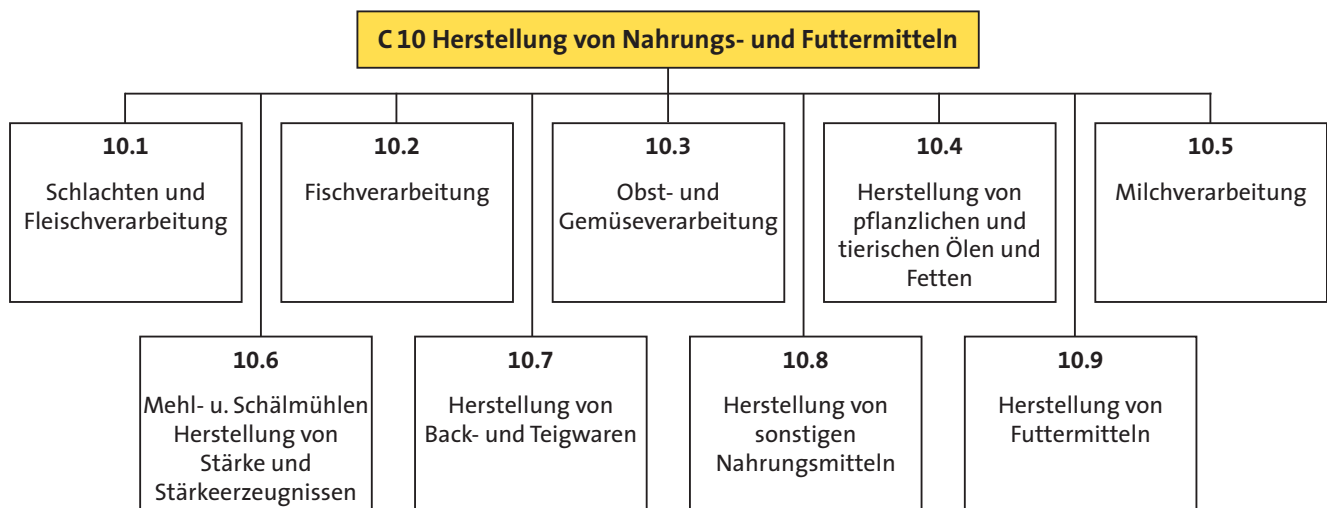 C 10 Herstellung von Nahrungs- und Futtermitteln
10.1
Schlachten und
Fleischverarbeitung
10.2
Fischverarbeitung
10.3
Obst- und
Gemüseverarbeitung
10.4
Herstellung von
pflanzlichen und
tierischen Ölen und
Fetten
10.5
Milchverarbeitung
10.6
Mehl- u. Schälmühlen
Herstellung von
Stärke und
Stärkeerzeugnissen
10.7
Herstellung von
Back- und Teigwaren
10.8
Herstellung von
sonstigen
Nahrungsmitteln
10.9
Herstellung von
Futtermitteln